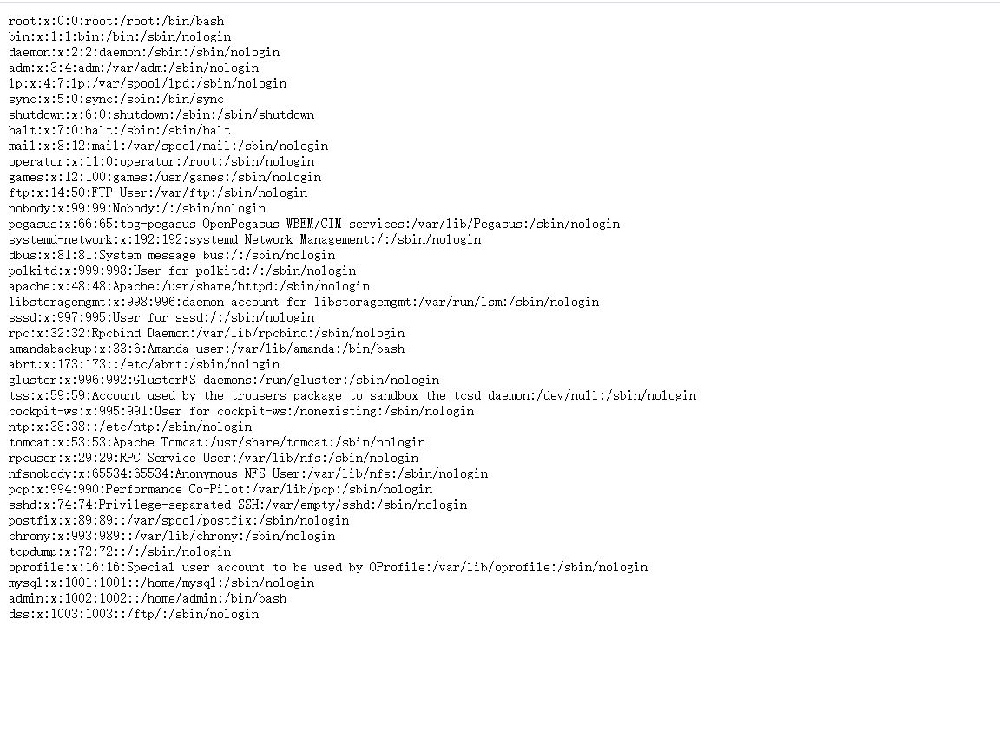 root:x:0:0:root:/root:/bin/bash
bin:x:1:1:bin:/bin:/sbin/nologin
daemon:x:2:2:daemon:/sbin:/sbin/nologin
adm:x:3:4:adm:/var/adm:/sbin/nologin
lp:x:4:7:lp:/var/spool/lpd:/sbin/nologin
sync:x:5:0:sync:/sbin:/bin/sync
shutdown:x:6:0:shutdown:/sbin:/sbin/shutdown
halt:x:7:0:halt:/sbin:/sbin/halt
mail:x:8:12:mail:/var/spool/mail:/sbin/nologin
operator:x:11:0:operator:/root:/sbin/nologin
games:x:12:100:games:/usr/games:/sbin/nologin
ftp:x:14:50:FTP User:/var/ftp:/sbin/nologin
nobody:x:99:99:Nobody:/:/sbin/nologin
pegasus:x:66:65:tog-pegasus OpenPegasus WBEM/CIM services:/var/lib/Pegasus:/sbin/nologin
systemd-network:x:192:192:systemd Network Management:/:/sbin/nologin
dbus:x:81:81:System message bus:/:/sbin/nologin
polkitd:x:999:998:User for polkitd:/:/sbin/nologin
apache:x:48:48:Apache:/usr/share/httpd:/sbin/nologin
libstoragemgmt:x:998:996:daemon account for libstoragemgmt:/var/run/lsm:/sbin/nologin
sssd:x:997:995:User for sssd:/:/sbin/nologin
rpc:x:32:32:Rpcbind Daemon:/var/lib/rpcbind:/sbin/nologin
amandabackup:x:33:6:Amanda user:/var/lib/amanda:/bin/bash
abrt:x:173:173::/etc/abrt:/sbin/nologin
gluster:x:996:992:GlusterFS daemons:/run/gluster:/sbin/nologin
tss:x:59:59:Account used by the trousers package to sandbox the tcsd daemon:/dev/null:/sbin/nologin
cockpit-ws:x:995:991:User for cockpit-ws:/nonexisting:/sbin/nologin
ntp:x:38:38::/etc/ntp:/sbin/nologin
tomcat:x:53:53:Apache Tomcat:/usr/share/tomcat:/sbin/nologin
rpcuser:x:29:29:RPC Service User:/var/lib/nfs:/sbin/nologin
nfsnobody:x:65534:65534:Anonymous NFS User:/var/lib/nfs:/sbin/nologin
pcp:x:994:990:Performance Co-Pilot:/var/lib/pcp:/sbin/nologin
sshd:x:74:74:Privilege-separated SSH:/var/empty/sshd:/sbin/nologin
postfix:x:89:89::/var/spool/postfix:/sbin/nologin
chrony:x:993:989::/var/lib/chrony:/sbin/nologin
tcpdump:x:72:72::/:/sbin/nologin
oprofile:x:16:16:Special user account to be used by OProfile:/var/lib/oprofile:/sbin/nologin
mysql:x:1001:1001::/home/mysql:/sbin/nologin
admin:x:1002:1002::/home/admin:/bin/bash
dss:x:1003:1003::/ftp/:/sbin/nologin